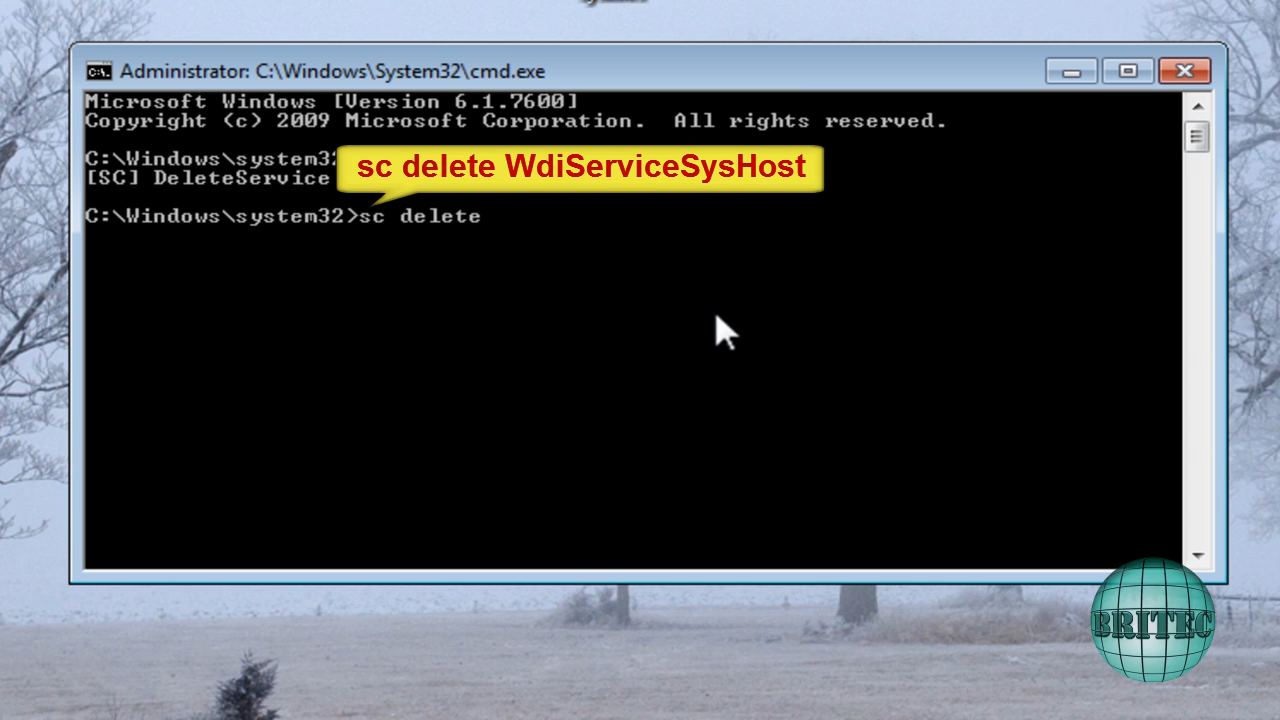 Administrator: C:\Windows\System32\cmd.exe
Microsoft Windows [Version 6.1.7600]
Copyright (c) 2009 Microsoft Corporation.  All rights reserved.
C:\Windows\system32
sc delete WdiServiceSysHost
[SC] DeleteService
C:\Windows\system32>sc delete
BRITEC